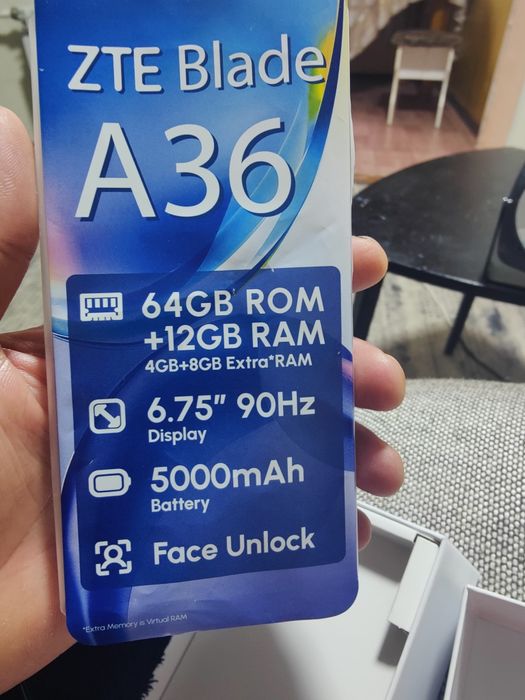 ZTE Blade
A36
64GB ROM
+12GB RAM
4GB+8GB Extra*RAM
6.75” 90Hz
Display
5000mAh
Battery
Face Unlock
*Extra Memory is Virtual RAM